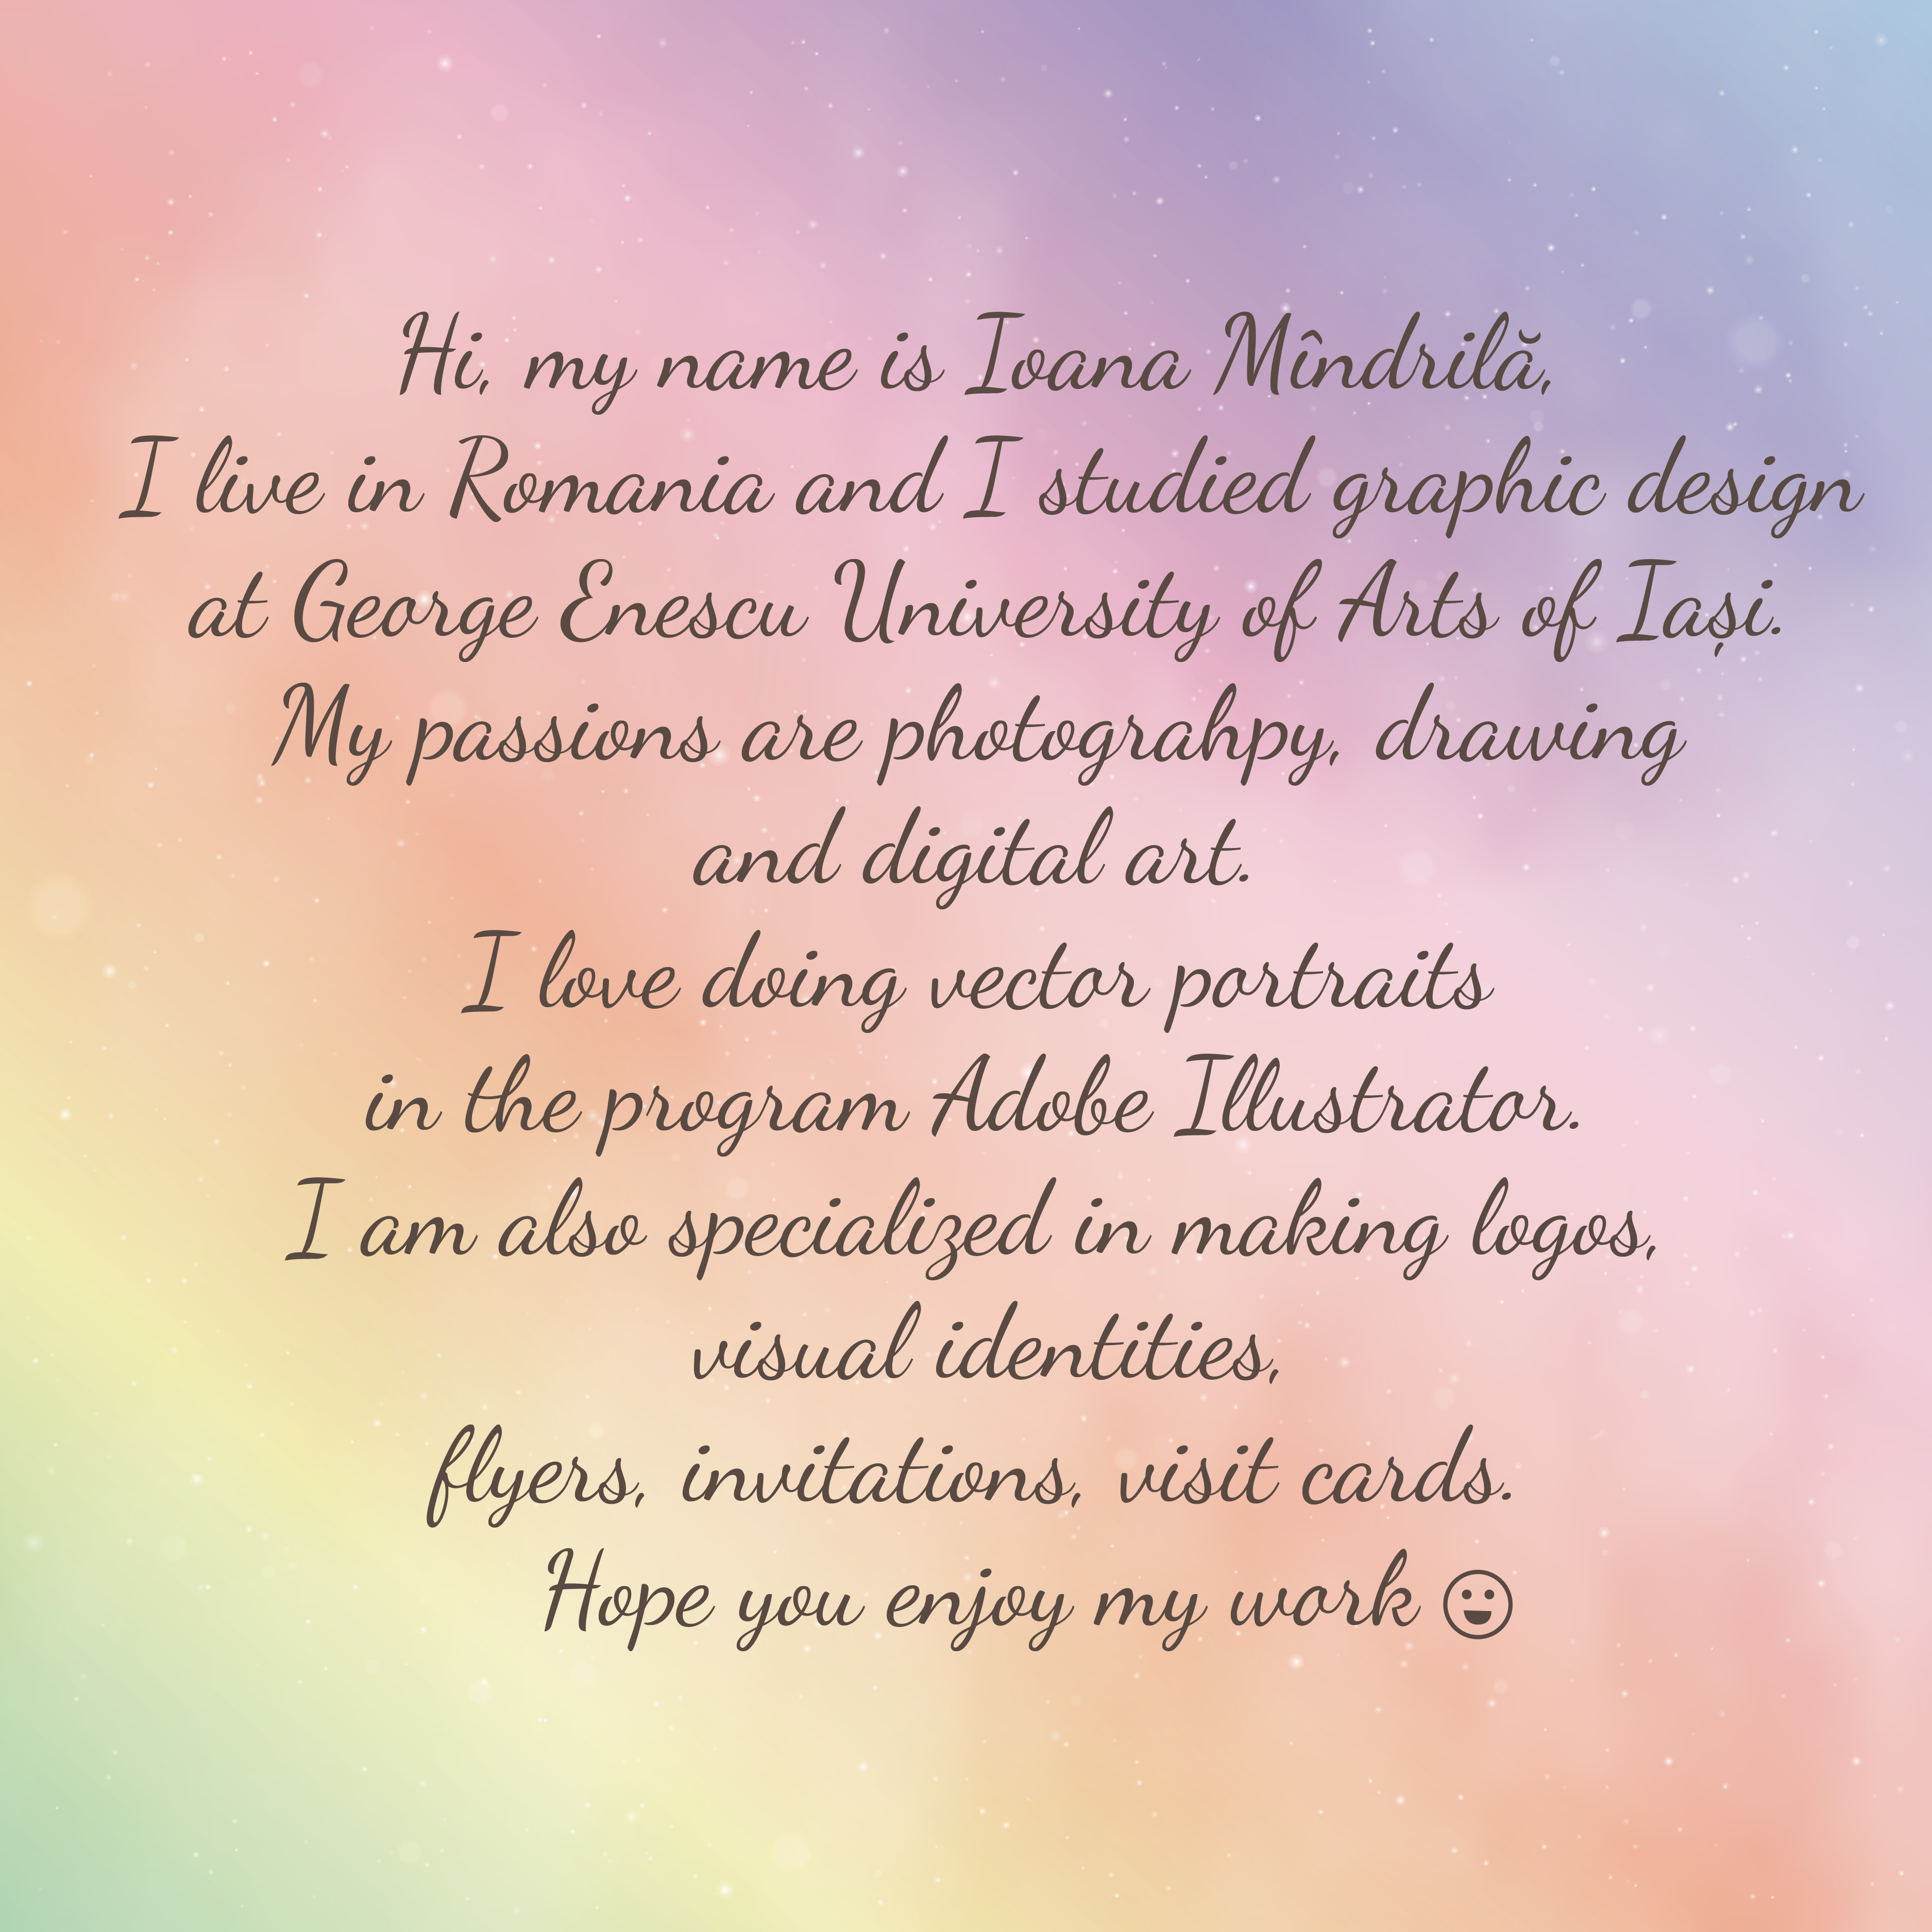 Hi, my name is Ioana Mîndrilă,
I live in Romania and I studied graphic design
at George Enescu University of Arts of Iași.
My passions are photograhpy, drawing
and digital art.
I love doing vector portraits
in the program Adobe Illustrator.
I am also specialized in making logos,
visual identities,
flyers, invitations, visit cards.
Hope you enjoy my work 😃